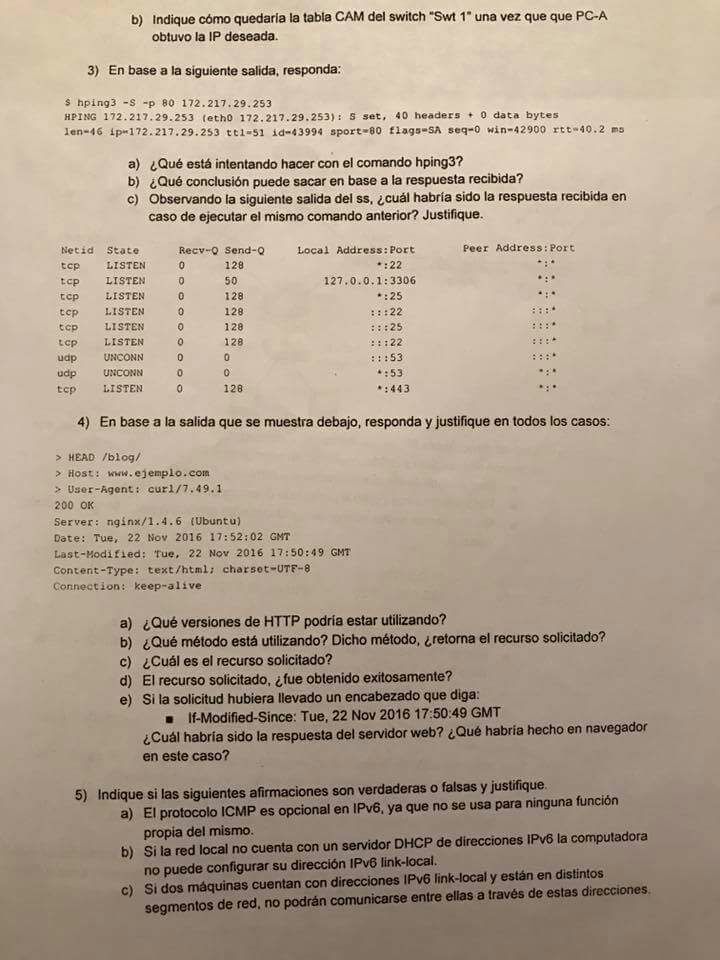 b) Indique cómo quedaría la tabla CAM del switch "Swt 1" una vez que que PC-A
obtuvo la IP deseada.
3) En base a la siguiente salida, responda:
$ hping3 -S -p 80 172.217.29.253
HPING 172.217.29.253 (eth0 172.217.29.253): S set, 40 headers + 0 data bytes
len=46 ip=172.217.29.253 ttl=51 id=43994 sport=80 flags=SA seq=0 win=42900 rtt=40.2 ms
a) ¿Qué está intentando hacer con el comando hping3?
b) ¿Qué conclusión puede sacar en base a la respuesta recibida?
c) Observando la siguiente salida del ss, ¿cuál habría sido la respuesta recibida en
caso de ejecutar el mismo comando anterior? Justifique.
Netid State Recv-Q Send-Q Local Address:Port Peer Address:Port
tcp LISTEN 0 128 *:22 *:*
tcp LISTEN 0 50 127.0.0.1:3306 *:*
tcp LISTEN 0 128 *:25 *:*
tcp LISTEN 0 128 :::22 :::*
tcp LISTEN 0 128 :::25 :::*
tcp LISTEN 0 128 :::22 :::*
udp UNCONN 0 0 :::53 :::*
udp UNCONN 0 0 *:53 *:*
tcp LISTEN 0 128 *:443 *:*
4) En base a la salida que se muestra debajo, responda y justifique en todos los casos:
> HEAD /blog/
> Host: www.ejemplo.com
> User-Agent: curl/7.49.1
200 OK
Server: nginx/1.4.6 (Ubuntu)
Date: Tue, 22 Nov 2016 17:52:02 GMT
Last-Modified: Tue, 22 Nov 2016 17:50:49 GMT
Content-Type: text/html; charset=UTF-8
Connection: keep-alive
a) ¿Qué versiones de HTTP podría estar utilizando?
b) ¿Qué método está utilizando? Dicho método, ¿retorna el recurso solicitado?
c) ¿Cuál es el recurso solicitado?
d) El recurso solicitado, ¿fue obtenido exitosamente?
e) Si la solicitud hubiera llevado un encabezado que diga:
■ If-Modified-Since: Tue, 22 Nov 2016 17:50:49 GMT
¿Cuál habría sido la respuesta del servidor web? ¿Qué habría hecho en navegador
en este caso?
5) Indique si las siguientes afirmaciones son verdaderas o falsas y justifique.
a) El protocolo ICMP es opcional en IPv6, ya que no se usa para ninguna función
propia del mismo.
b) Si la red local no cuenta con un servidor DHCP de direcciones IPv6 la computadora
no puede configurar su dirección IPv6 link-local.
c) Si dos máquinas cuentan con direcciones IPv6 link-local y están en distintos
segmentos de red, no podrán comunicarse entre ellas a través de estas direcciones.